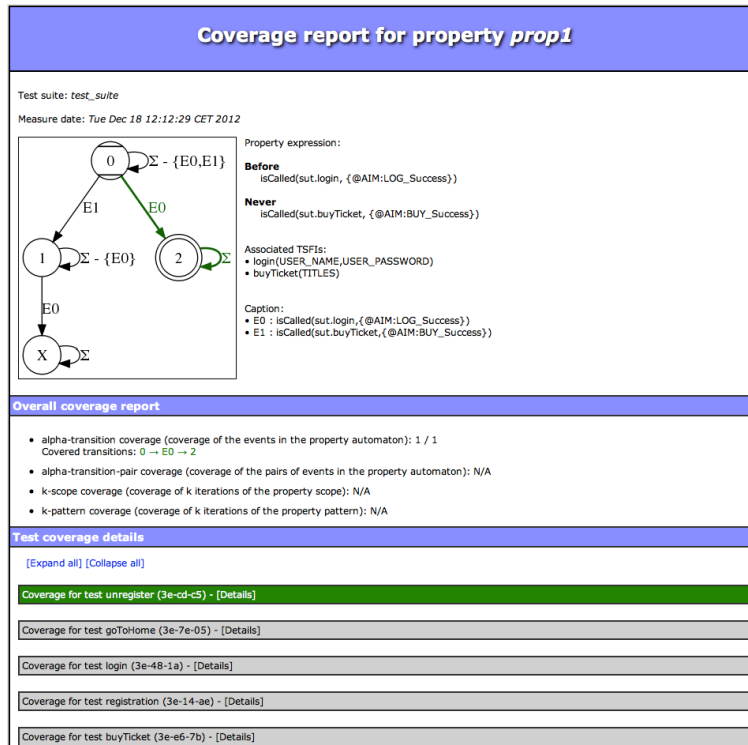 Coverage report for property prop1
Test suite: test_suite
Measure date: Tue Dec 18 12:12:29 CET 2012
0
Σ - {E0,E1}
E1
E0
1
Σ - {E0}
2
Σ
E0
X
Σ
Property expression:
Before
isCalled(sut.login, {@AIM:LOG_Success})
Never
isCalled(sut.buyTicket, {@AIM:BUY_Success})
Associated TSFIs:
• login(USER_NAME,USER_PASSWORD)
• buyTicket(TITLES)
Caption:
• E0 : isCalled(sut.login,{@AIM:LOG_Success})
• E1 : isCalled(sut.buyTicket,{@AIM:BUY_Success})
Overall coverage report
• alpha-transition coverage (coverage of the events in the property automaton): 1 / 1
Covered transitions: 0 → E0 → 2
• alpha-transition-pair coverage (coverage of the pairs of events in the property automaton): N/A
• k-scope coverage (coverage of k iterations of the property scope): N/A
• k-pattern coverage (coverage of k iterations of the property pattern): N/A
Test coverage details
[Expand all] [Collapse all]
Coverage for test unregister (3e-cd-c5) - [Details]
Coverage for test goToHome (3e-7e-05) - [Details]
Coverage for test login (3e-48-1a) - [Details]
Coverage for test registration (3e-14-ae) - [Details]
Coverage for test buyTicket (3e-e6-7b) - [Details]